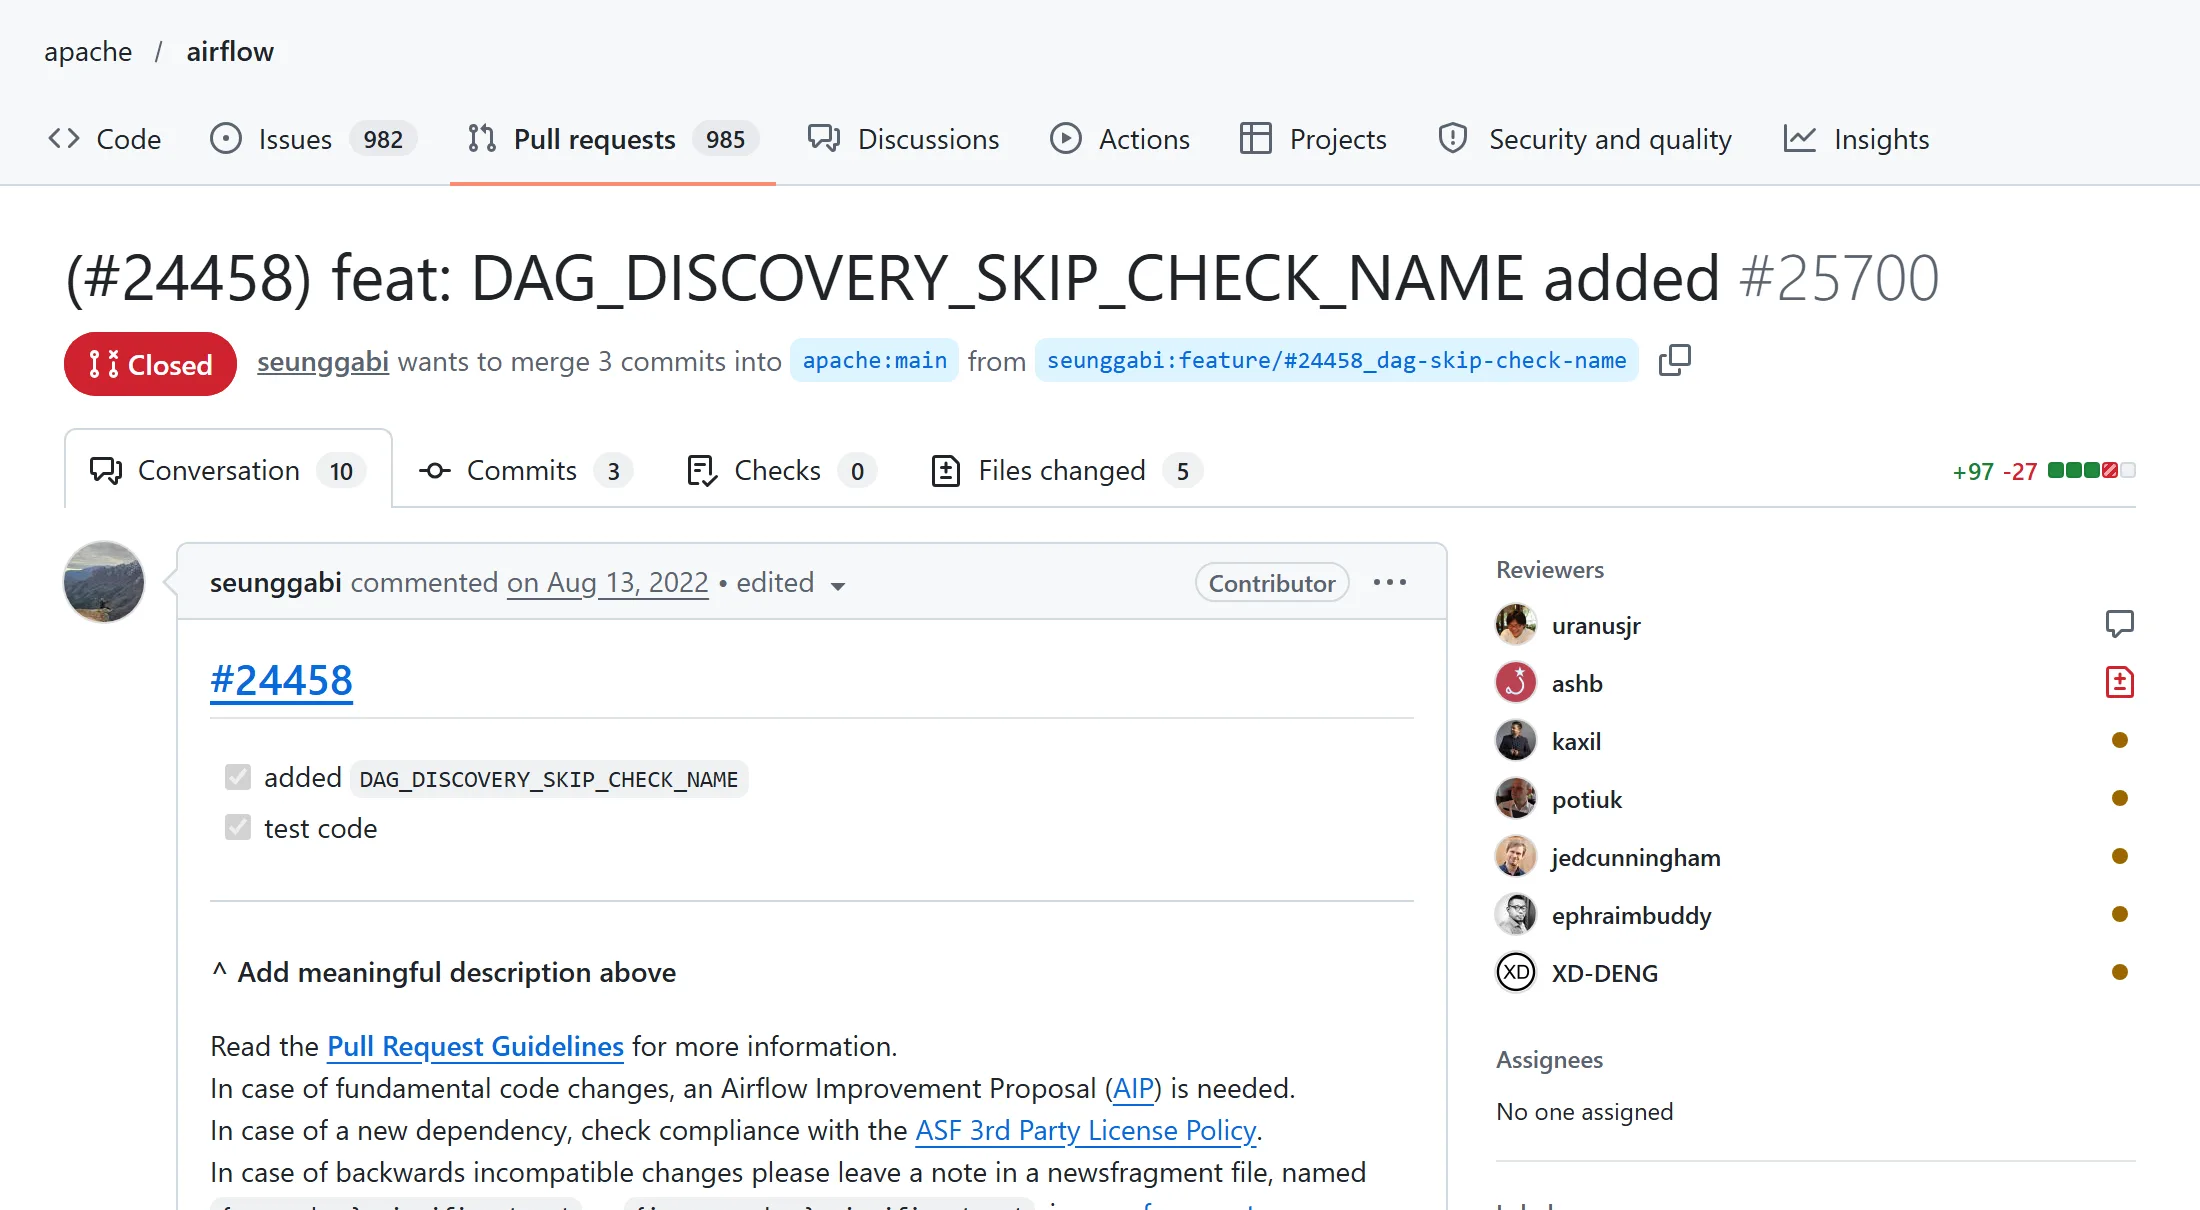 apache / airflow
Code Issues 982 Pull requests 985 Discussions Actions Projects Security and quality Insights
(#24458) feat: DAG_DISCOVERY_SKIP_CHECK_NAME added #25700
Closed seunggabi wants to merge 3 commits into apache:main from seunggabi:feature/#24458_dag-skip-check-name
Conversation 10 Commits 3 Checks 0 Files changed 5 +97 -27
seunggabi commented on Aug 13, 2022 • edited
Contributor
#24458
added DAG_DISCOVERY_SKIP_CHECK_NAME
test code
^ Add meaningful description above
Read the Pull Request Guidelines for more information.
In case of fundamental code changes, an Airflow Improvement Proposal (AIP) is needed.
In case of a new dependency, check compliance with the ASF 3rd Party License Policy.
In case of backwards incompatible changes please leave a note in a newsfragment file, named
Reviewers
uranusjr
ashb
kaxil
potiuk
jedcunningham
ephraimbuddy
XD XD-DENG
Assignees
No one assigned